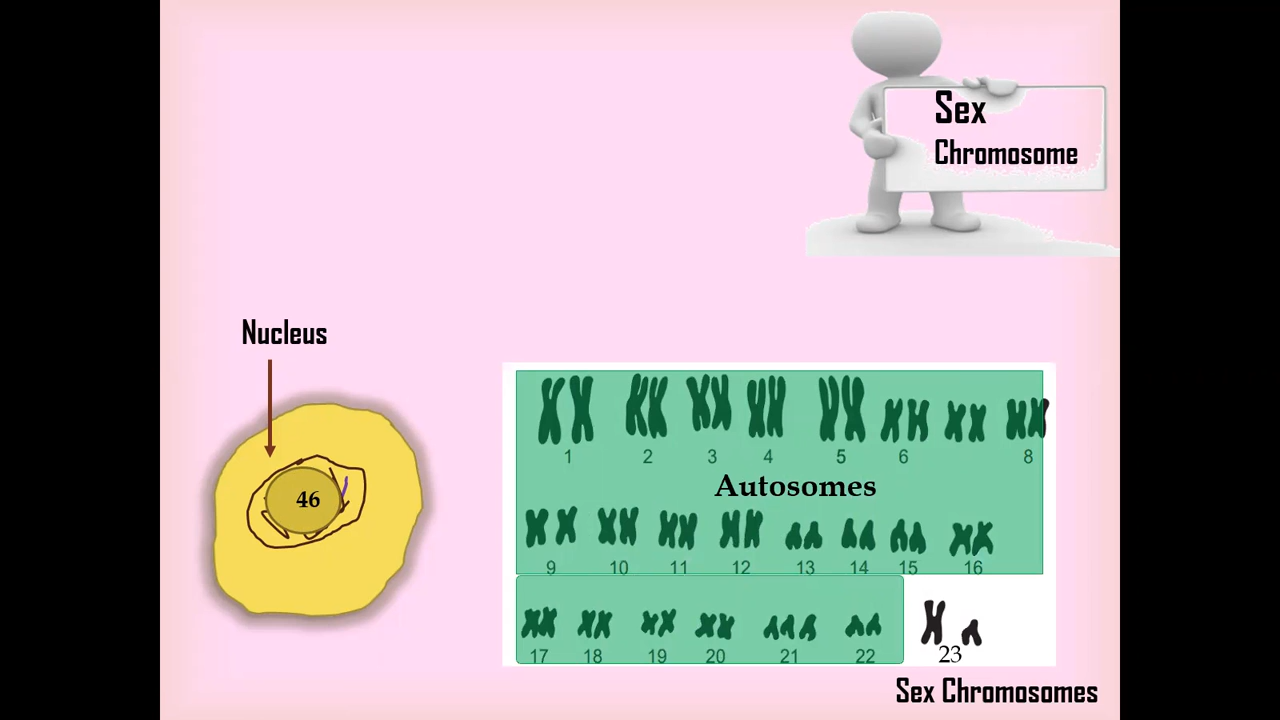 Sex
Chromosome
Nucleus
46
1 2 3 4 5 6 8
Autosomes
9 10 11 12 13 14 15 16
17 18 19 20 21 22 23
Sex Chromosomes